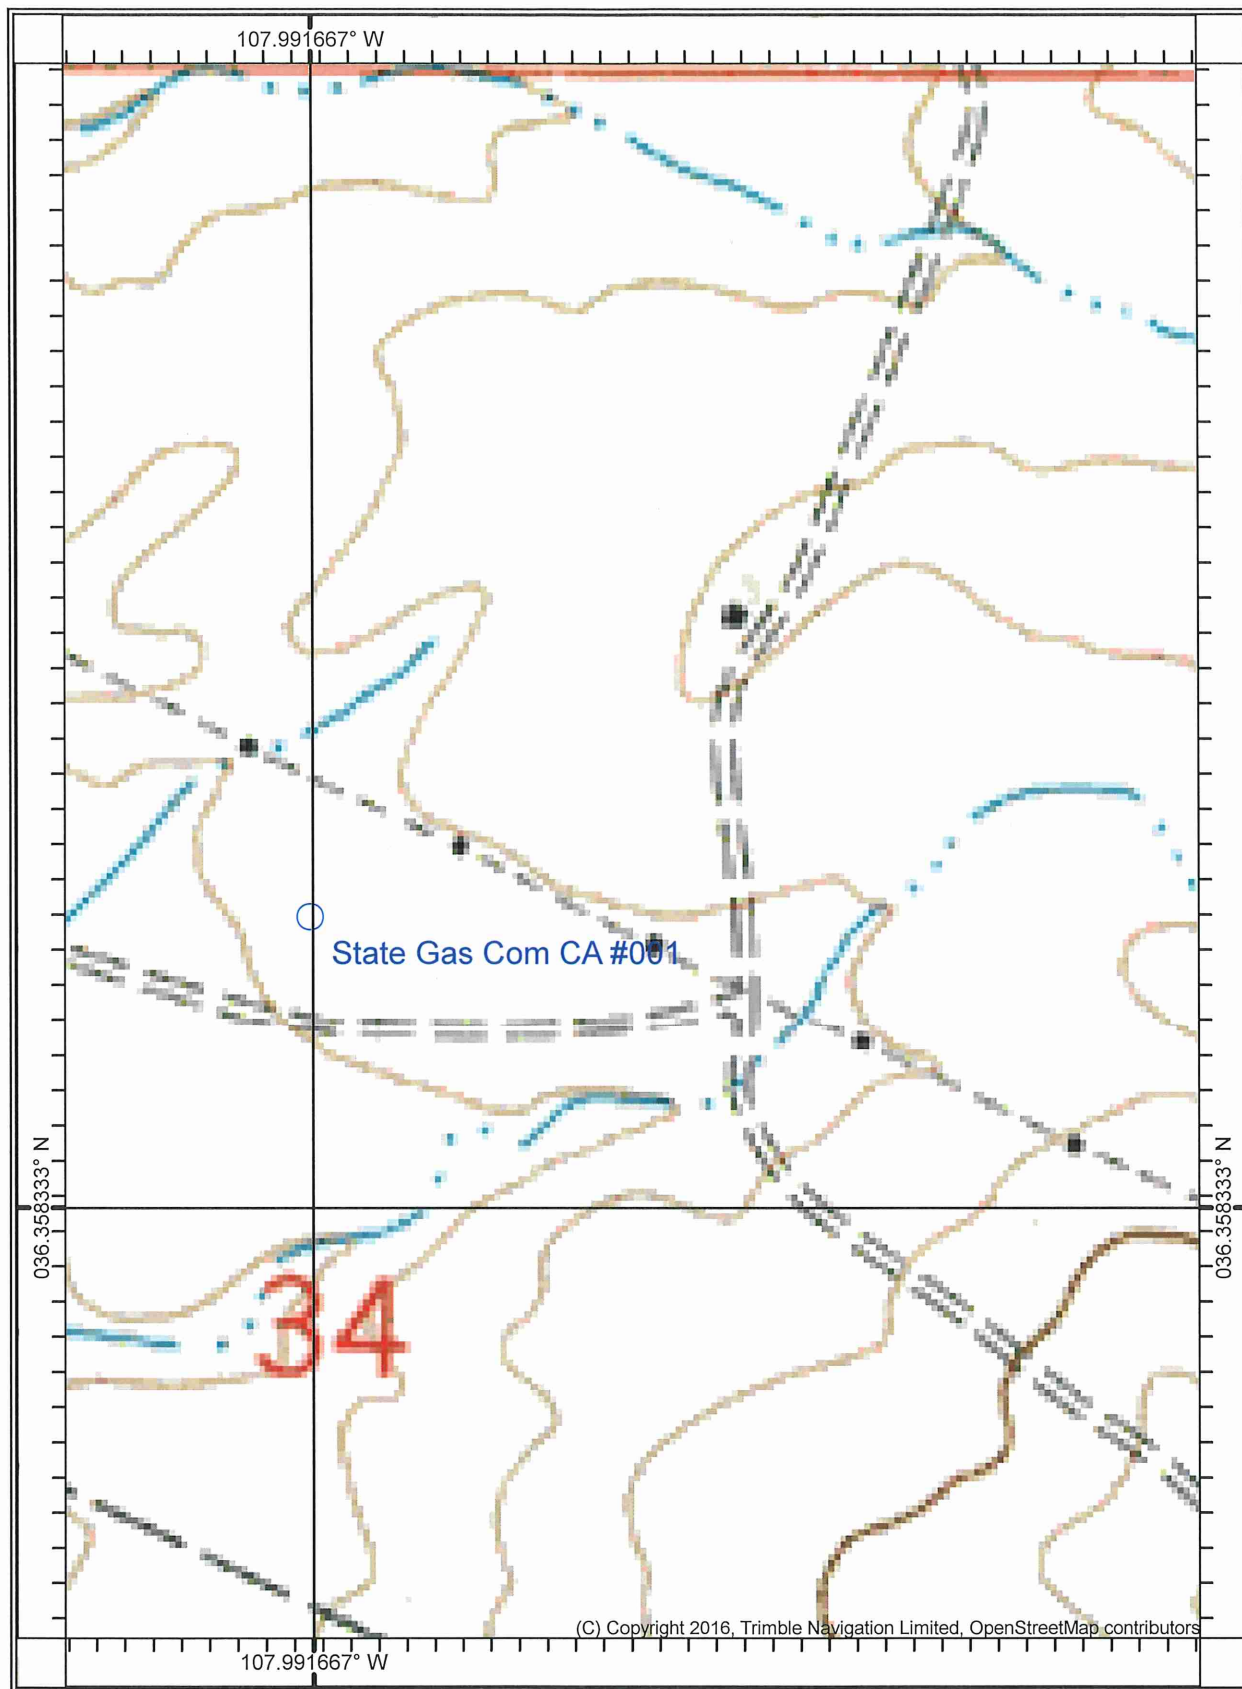 107.991667° W
State Gas Com CA #001
036.358333° N
036.358333° N
34
(C) Copyright 2016, Trimble Navigation Limited, OpenStreetMap contributors
107.991667° W